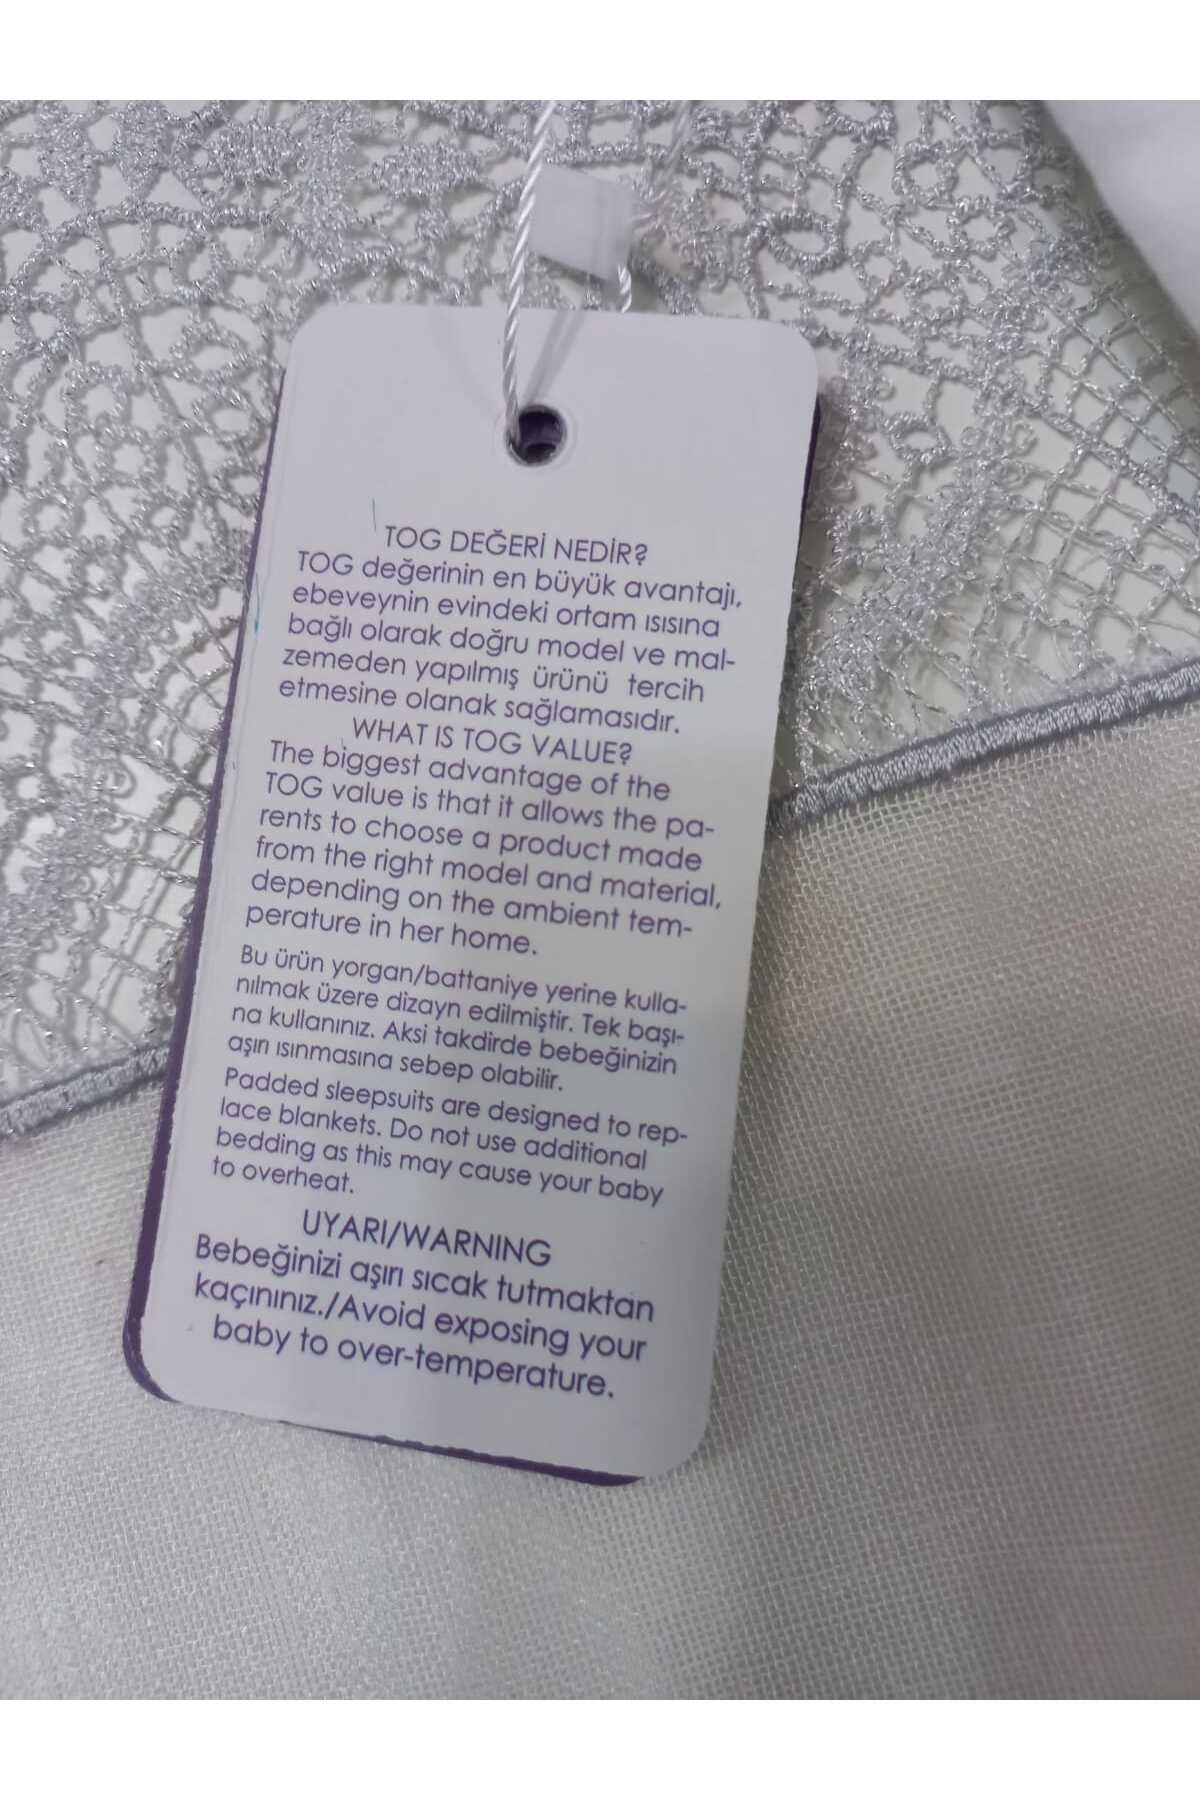 TOG DEĞERİ NEDİR?
TOG değerinin en büyük avantajı,
ebeveynin evindeki ortam ısısına
bağlı olarak doğru model ve mal-
zemeden yapılmış ürünü tercih
etmesine olanak sağlamasıdır.
WHAT IS TOG VALUE?
The biggest advantage of the
TOG value is that it allows the pa-
rents to choose a product made
from the right model and material,
depending on the ambient tem-
perature in her home.
Bu ürün yorgan/battaniye yerine kulla-
nılmak üzere dizayn edilmiştir. Tek başı-
na kullanınız. Aksi takdirde bebeğinizin
aşırı ısınmasına sebep olabilir.
Padded sleepsuits are designed to rep-
lace blankets. Do not use additional
bedding as this may cause your baby
to overheat.
UYARI/WARNING
Bebeğinizi aşırı sıcak tutmaktan
kaçınınız./Avoid exposing your
baby to over-temperature.